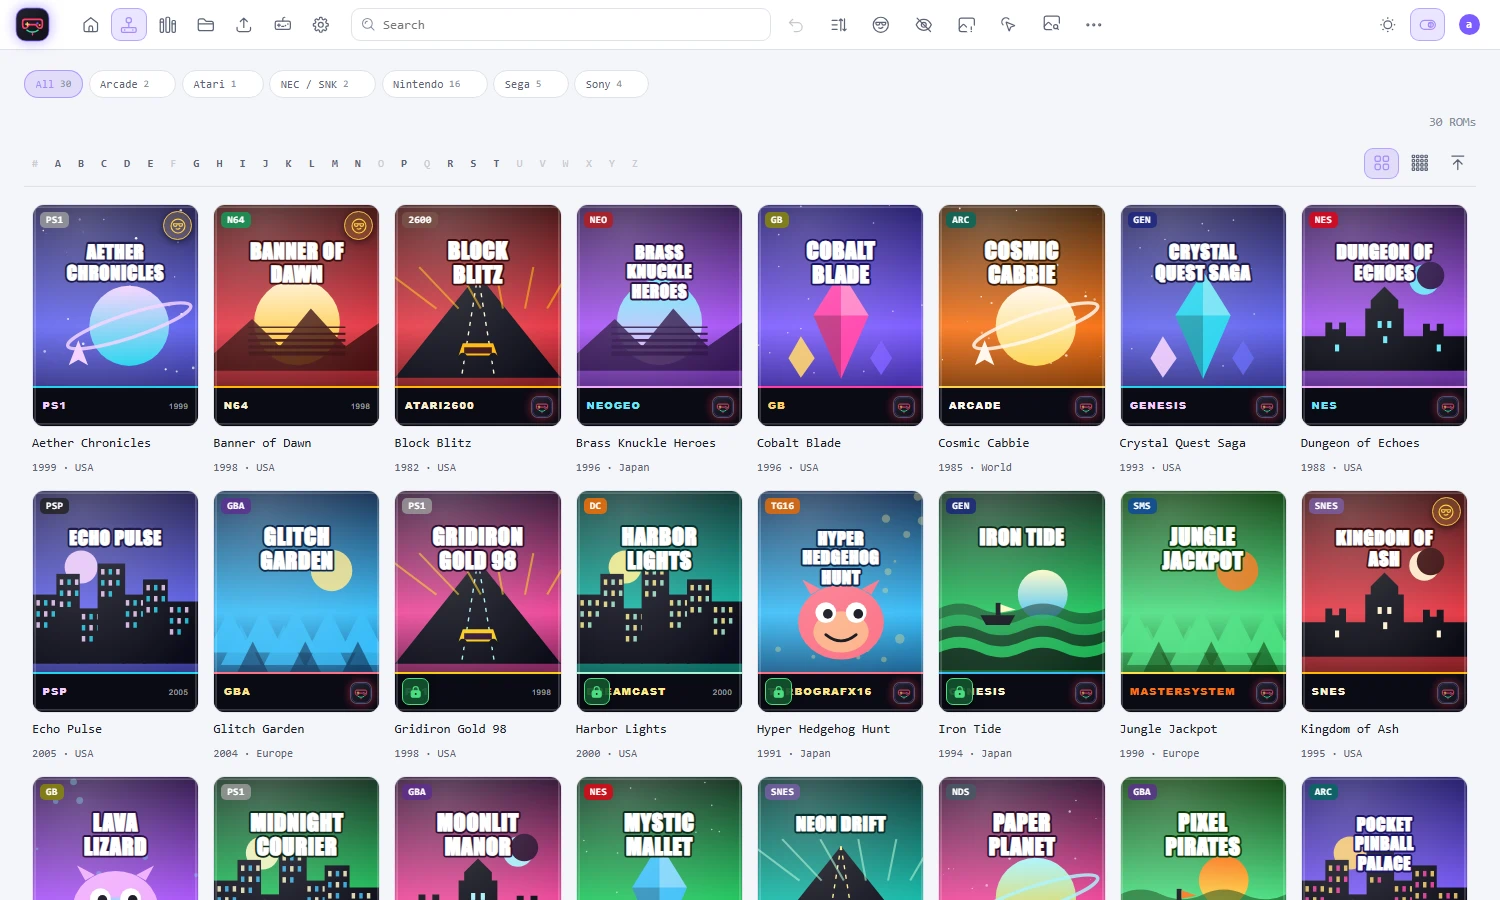 Search
a
All 30
Arcade 2
Atari 1
NEC / SNK 2
Nintendo 16
Sega 5
Sony 4
30 ROMs
# A B C D E F G H I J K L M N O P Q R S T U V W X Y Z
PS1
AETHER
CHRONICLES
PS1 1999
Aether Chronicles
1999 · USA
N64
BANNER OF
DAWN
N64 1998
Banner of Dawn
1998 · USA
2600
BLOCK
BLITZ
ATARI2600
Block Blitz
1982 · USA
NEO
BRASS
KNUCKLE
HEROES
NEOGEO
Brass Knuckle Heroes
1996 · Japan
GB
COBALT
BLADE
GB
Cobalt Blade
1996 · USA
ARC
COSMIC
CABBIE
ARCADE
Cosmic Cabbie
1985 · World
GEN
CRYSTAL
QUEST SAGA
GENESIS
Crystal Quest Saga
1993 · USA
NES
DUNGEON OF
ECHOES
NES
Dungeon of Echoes
1988 · USA
PSP
ECHO PULSE
PSP 2005
Echo Pulse
2005 · USA
GBA
GLITCH
GARDEN
GBA
Glitch Garden
2004 · Europe
PS1
GRIDIRON
GOLD 98
1998
Gridiron Gold 98
1998 · USA
DC
HARBOR
LIGHTS
EAMCAST 2000
Harbor Lights
2000 · USA
TG16
HYPER
HEDGEHOG
HUNT
BOGRAFX16
Hyper Hedgehog Hunt
1991 · Japan
GEN
IRON TIDE
ESIS
Iron Tide
1994 · Japan
SMS
JUNGLE
JACKPOT
MASTERSYSTEM
Jungle Jackpot
1990 · Europe
SNES
KINGDOM OF
ASH
SNES
Kingdom of Ash
1995 · USA
GB
LAVA
LIZARD
PS1
MIDNIGHT
COURIER
GBA
MOONLIT
MANOR
NES
MYSTIC
MALLET
SNES
NEON DRIFT
NDS
PAPER
PLANET
GBA
PIXEL
PIRATES
ARC
POCKET
PINBALL
PALACE